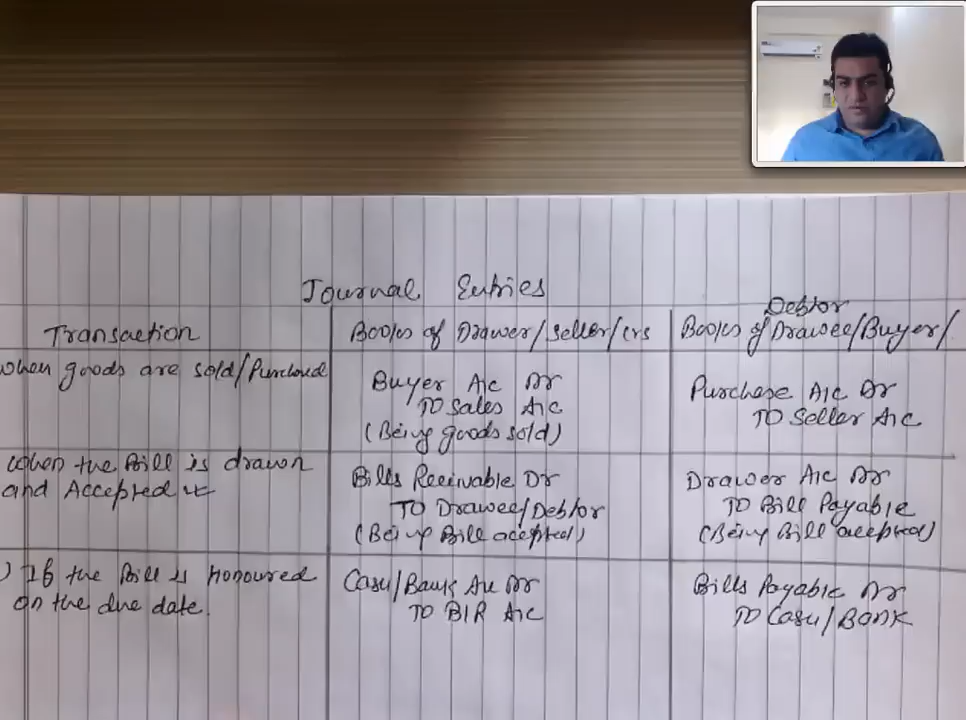 Journal Entries
Transaction
Books of Drawer/Seller/Crs
Debtor
Books of Drawee/Buyer/
When goods are sold/Purchased
Buyer A/c Dr
TO Sales A/c
(Being goods sold)
Purchase A/c Dr
TO Seller A/c
When the Bill is drawn
and Accepted
Bills Receivable Dr
TO Drawee/Debtor
(Being Bill accepted)
Drawer A/c Dr
TO Bill Payable
(Being Bill accepted)
) If the Bill is Honoured
on the due date.
Cash/Bank A/c Dr
TO B/R A/c
Bills Payable Dr
TO Cash/BANK